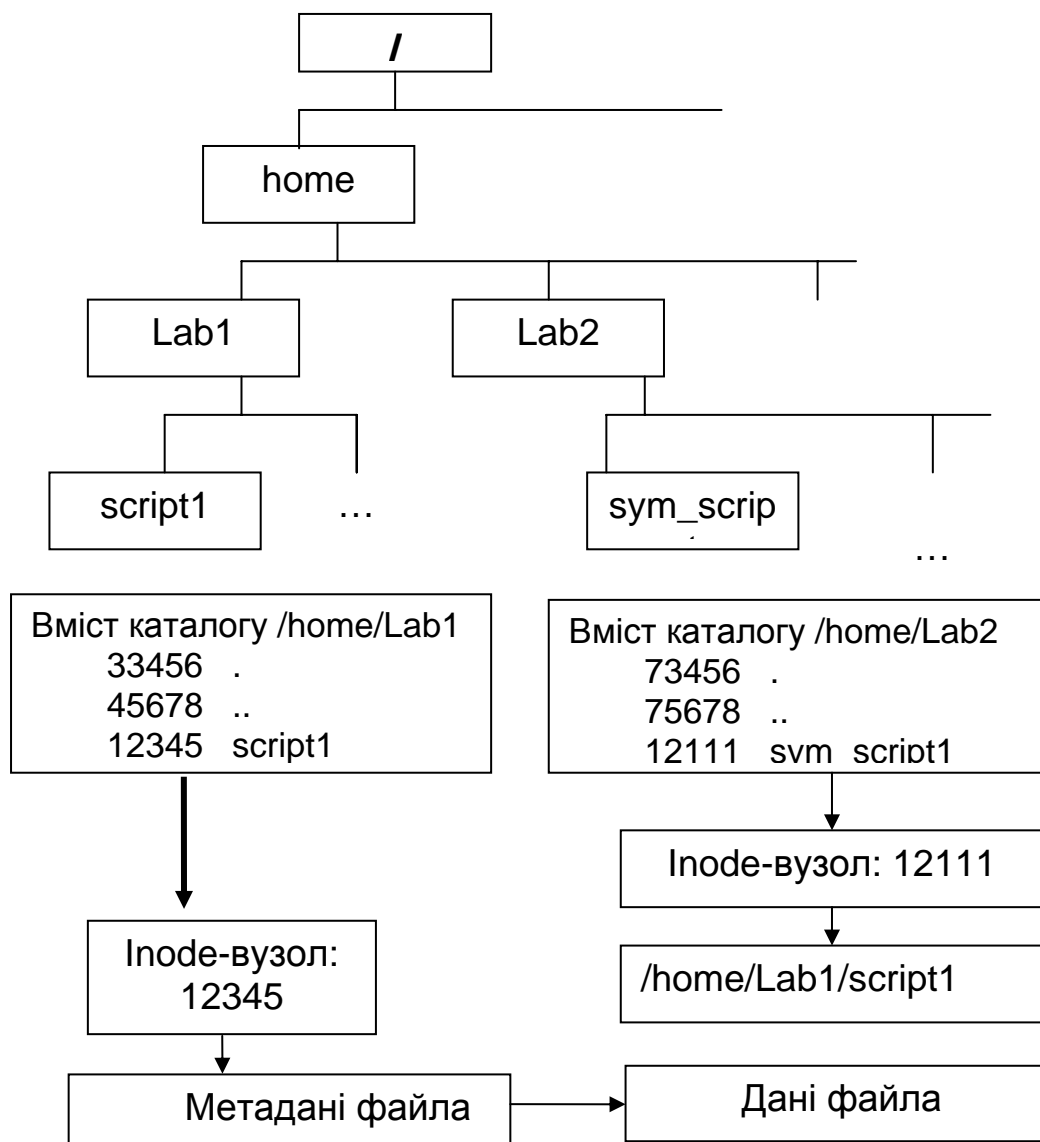 /
home
Lab1
Lab2
script1
…
sym_scrip
…
Вміст каталогу /home/Lab1
33456 .
45678 ..
12345 script1
Вміст каталогу /home/Lab2
73456 .
75678 ..
12111 sym_script1
Inode-вузол: 12111
Inode-вузол:
12345
/home/Lab1/script1
Метадані файла
Дані файла